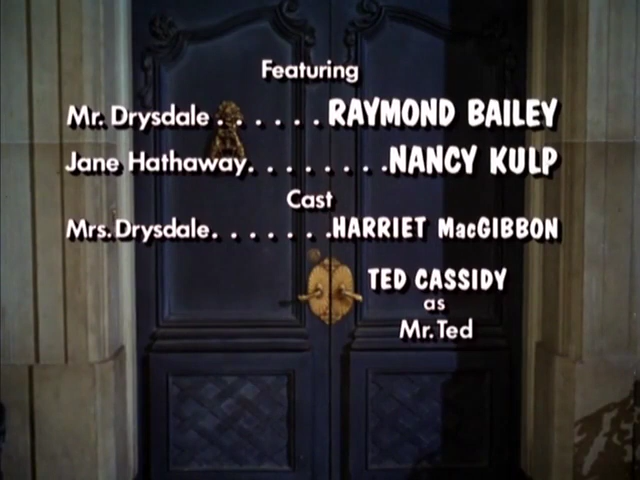 Featuring
Mr. Drysdale . . . . . . RAYMOND BAILEY
Jane Hathaway. . . . . . . . NANCY KULP
Cast
Mrs. Drysdale. . . . . . . HARRIET MacGIBBON
TED CASSIDY
as
Mr. Ted